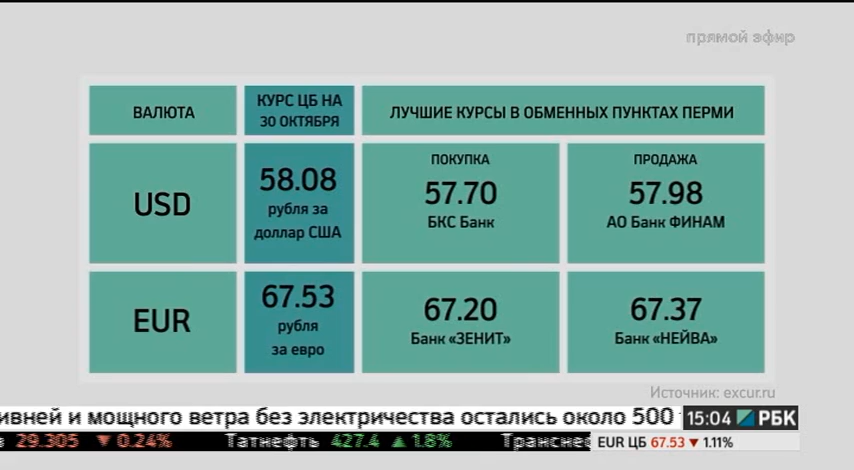 прямой эфир
ВАЛЮТА
КУРС ЦБ НА
30 ОКТЯБРЯ
ЛУЧШИЕ КУРСЫ В ОБМЕННЫХ ПУНКТАХ ПЕРМИ
USD
58.08
рубля за
доллар США
ПОКУПКА
57.70
БКС Банк
ПРОДАЖА
57.98
АО Банк ФИНАМ
EUR
67.53
рубля
за евро
67.20
Банк «ЗЕНИТ»
67.37
Банк «НЕЙВА»
Источник: excur.ru
ивней и мощного ветра без электричества остались около 500
15:04 РБК
29.305 ▼ 0.24% Татнефть 427.4 ▲ 1.8% Транснеф
EUR ЦБ 67.53 ▼ 1.11%